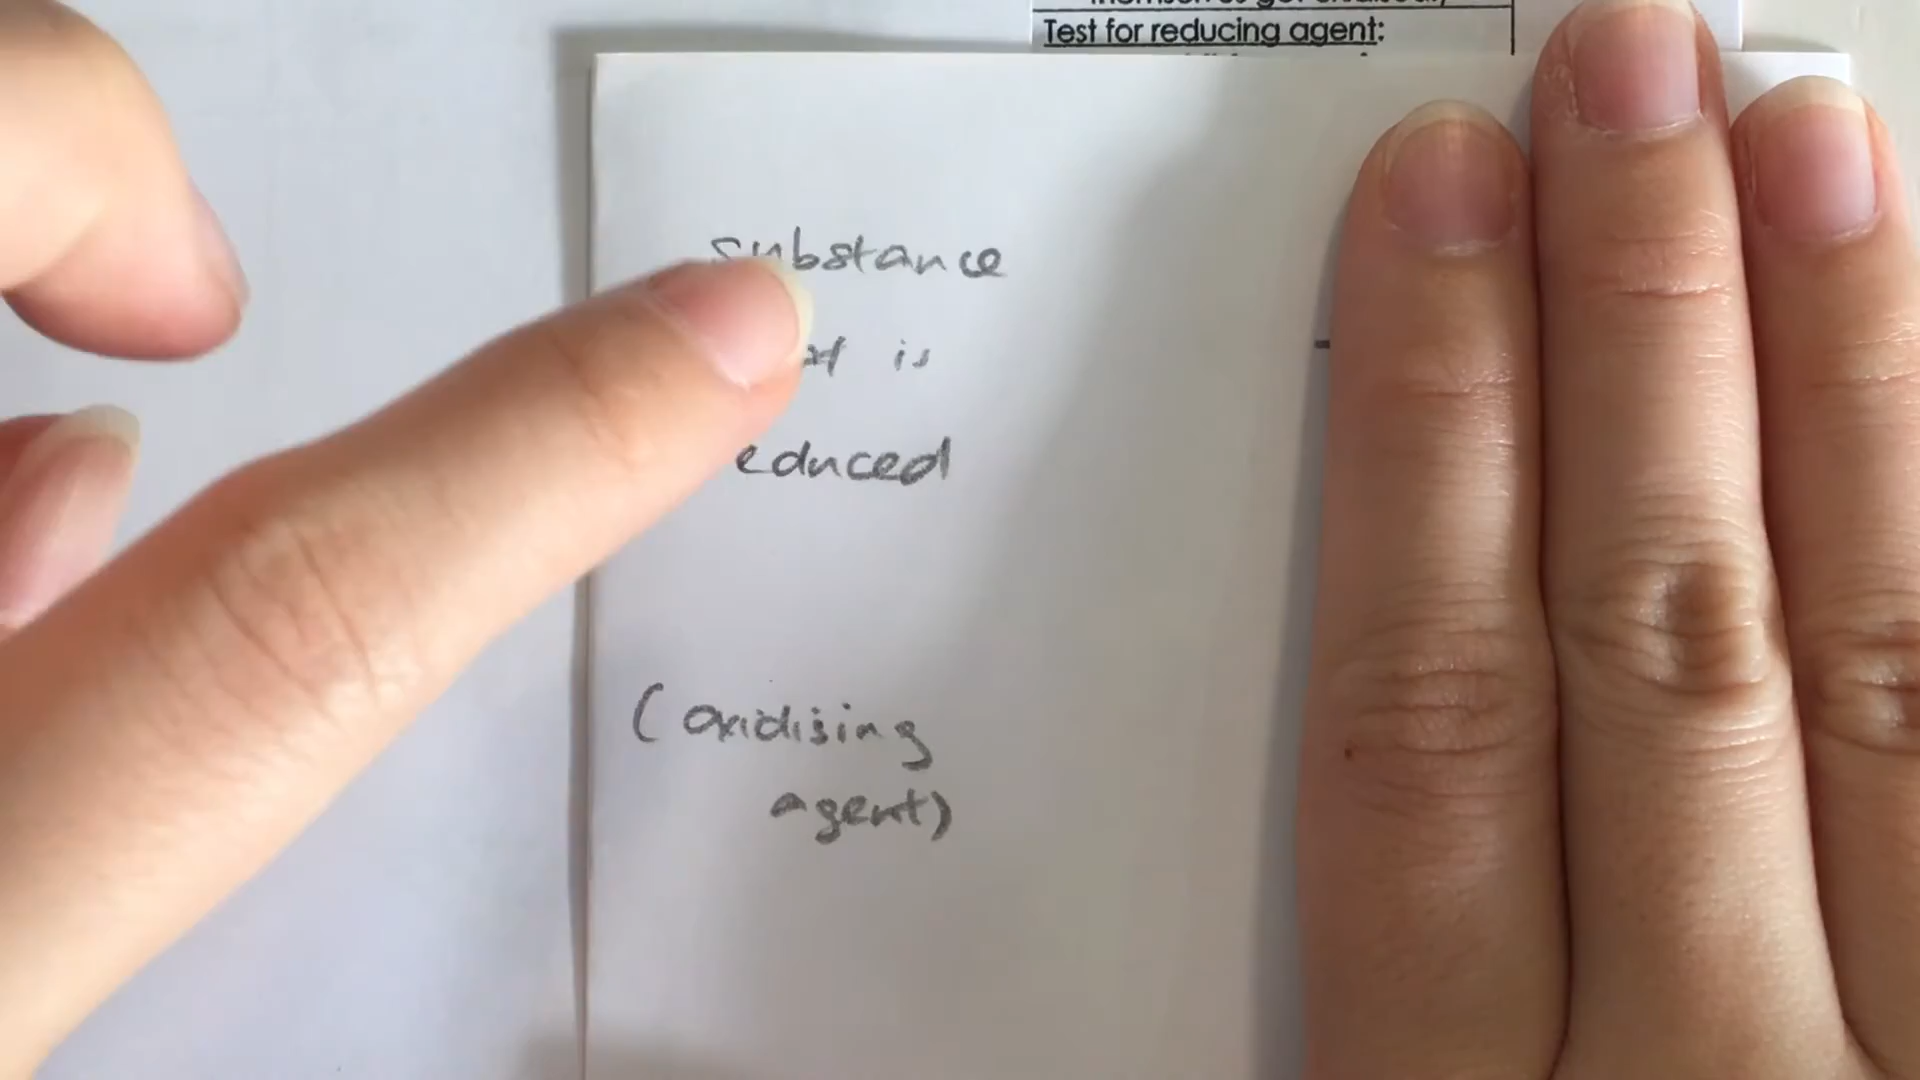 Test for reducing agent:
substance
is
educed
(oxidising
agent)